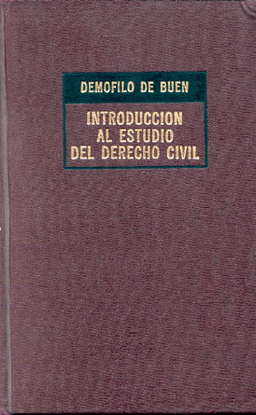 DEMOFILO DE BUEN
INTRODUCCION
AL ESTUDIO
DEL DERECHO CIVIL